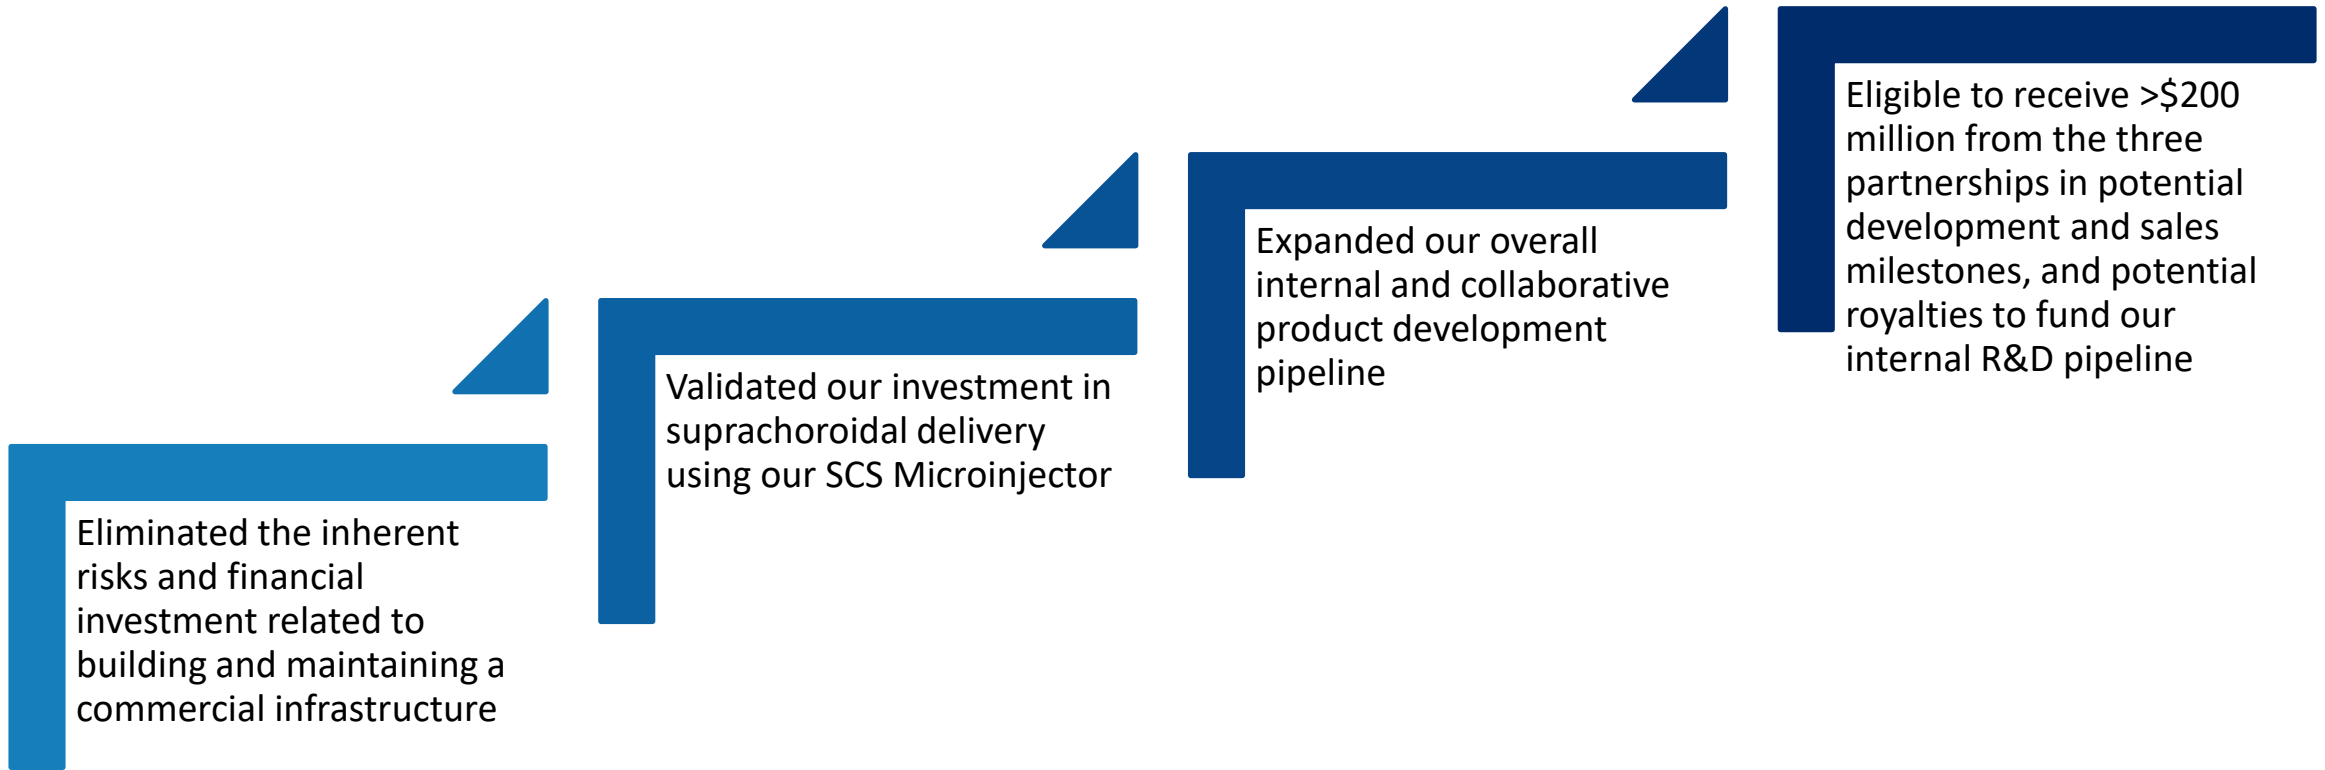 Eliminated the inherent
risks and financial
investment related to
building and maintaining a
commercial infrastructure
Validated our investment in
suprachoroidal delivery
using our SCS Microinjector
Expanded our overall
internal and collaborative
product development
pipeline
Eligible to receive >$200
million from the three
partnerships in potential
development and sales
milestones, and potential
royalties to fund our
internal R&D pipeline